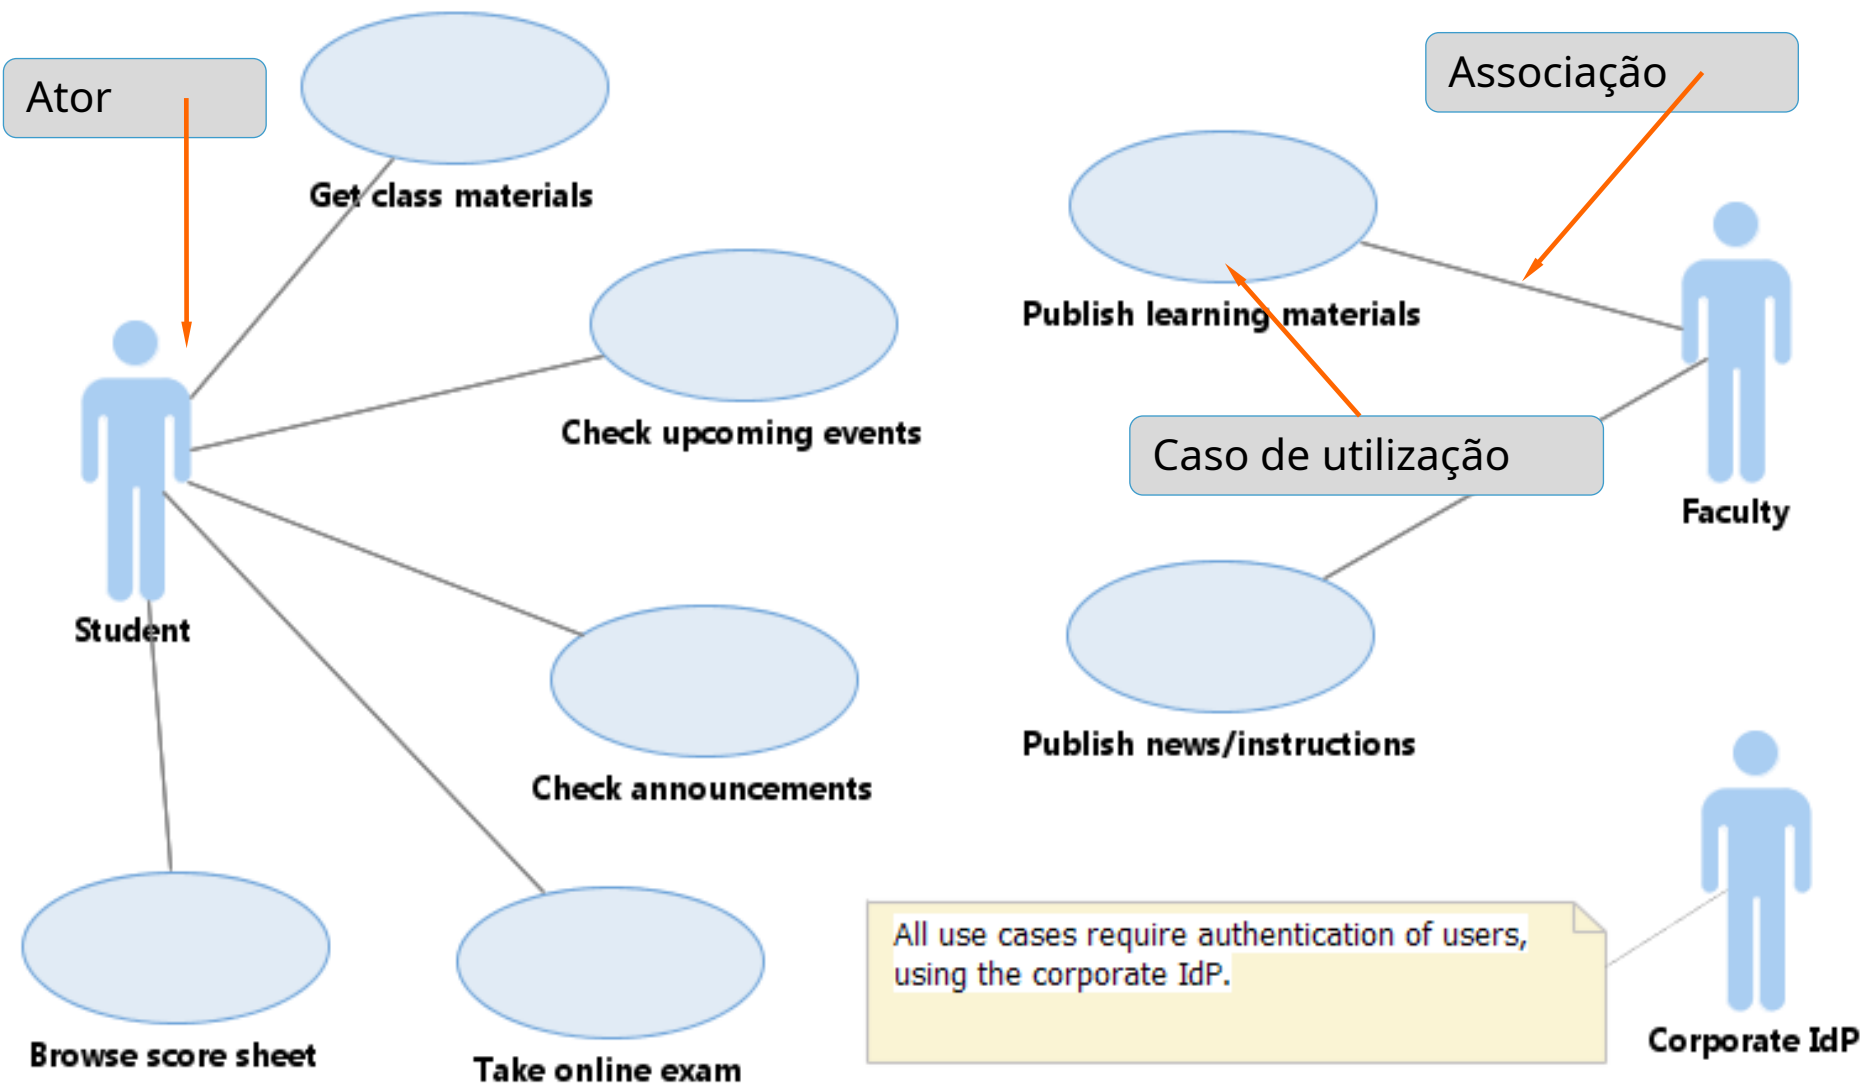 Ator
Associação
Get class materials
Publish learning materials
Check upcoming events
Caso de utilização
Faculty
Student
Publish news/instructions
Check announcements
All use cases require authentication of users,
using the corporate IdP.
Corporate IdP
Browse score sheet
Take online exam